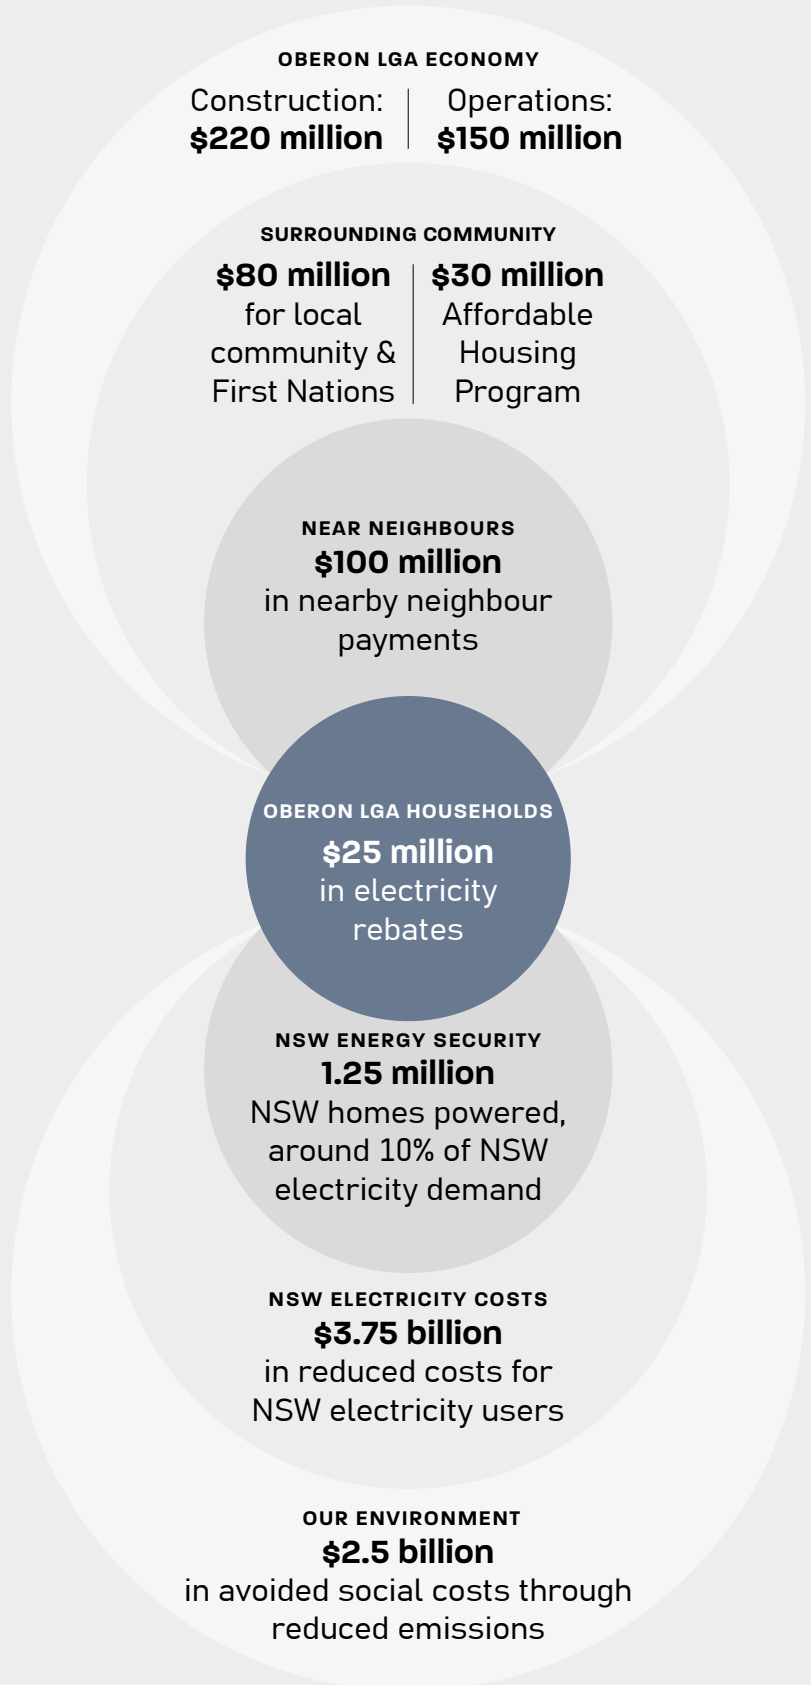 OBERON LGA ECONOMY
Construction:
$220 million
Operations:
$150 million
SURROUNDING COMMUNITY
$80 million
for local
community &
First Nations
$30 million
Affordable
Housing
Program
NEAR NEIGHBOURS
$100 million
in nearby neighbour
payments
OBERON LGA HOUSEHOLDS
$25 million
in electricity
rebates
NSW ENERGY SECURITY
1.25 million
NSW homes powered,
around 10% of NSW
electricity demand
NSW ELECTRICITY COSTS
$3.75 billion
in reduced costs for
NSW electricity users
OUR ENVIRONMENT
$2.5 billion
in avoided social costs through
reduced emissions